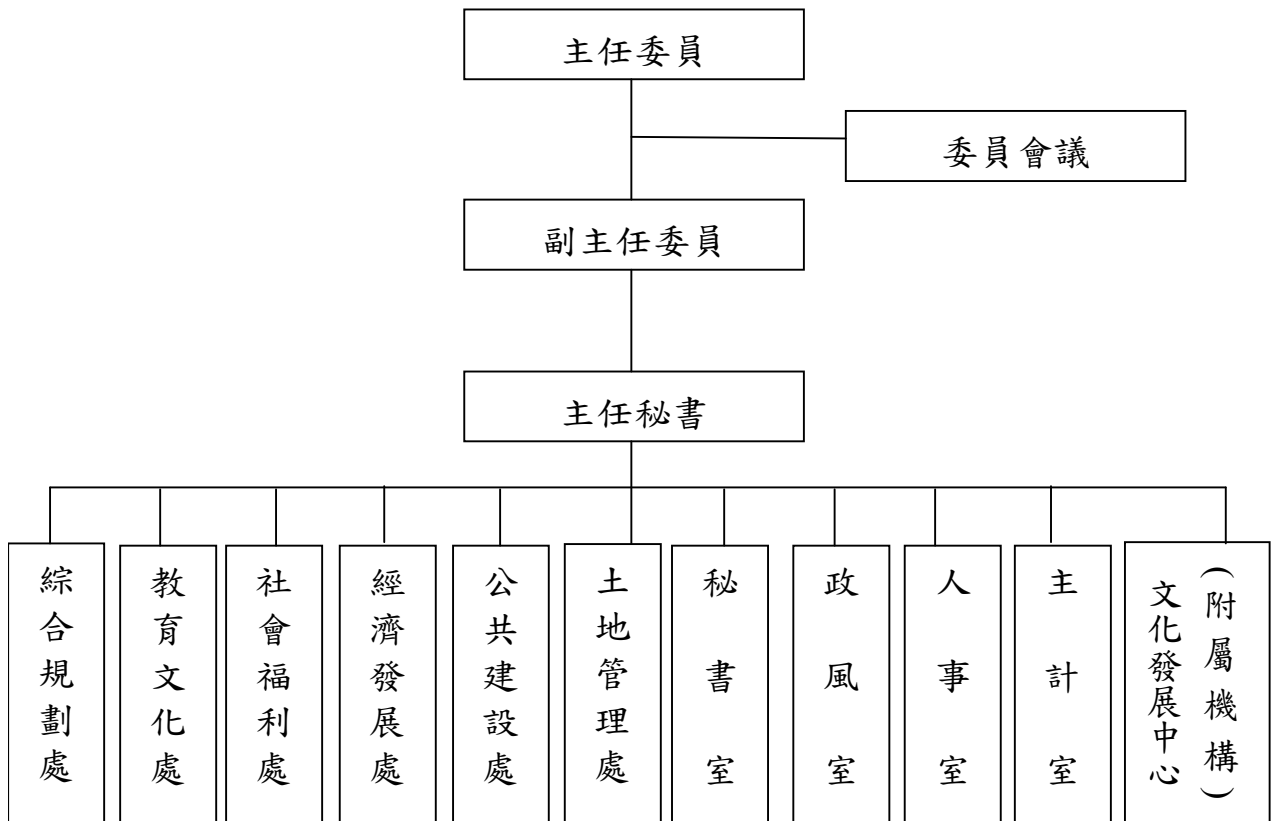 主任委員
委員會議
副主任委員
主任秘書
綜合規劃處
教育文化處
社會福利處
經濟發展處
公共建設處
土地管理處
秘書室
政風室
人事室
主計室
(附屬機構)
文化發展中心